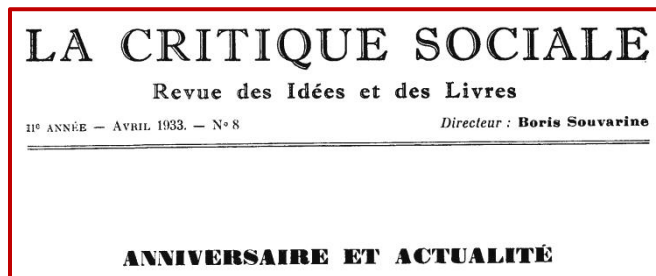 LA CRITIQUE SOCIALE
Revue des Idées et des Livres
IIe ANNÉE — AVRIL 1933. — No 8
Directeur : Boris Souvarine
ANNIVERSAIRE ET ACTUALITÉ